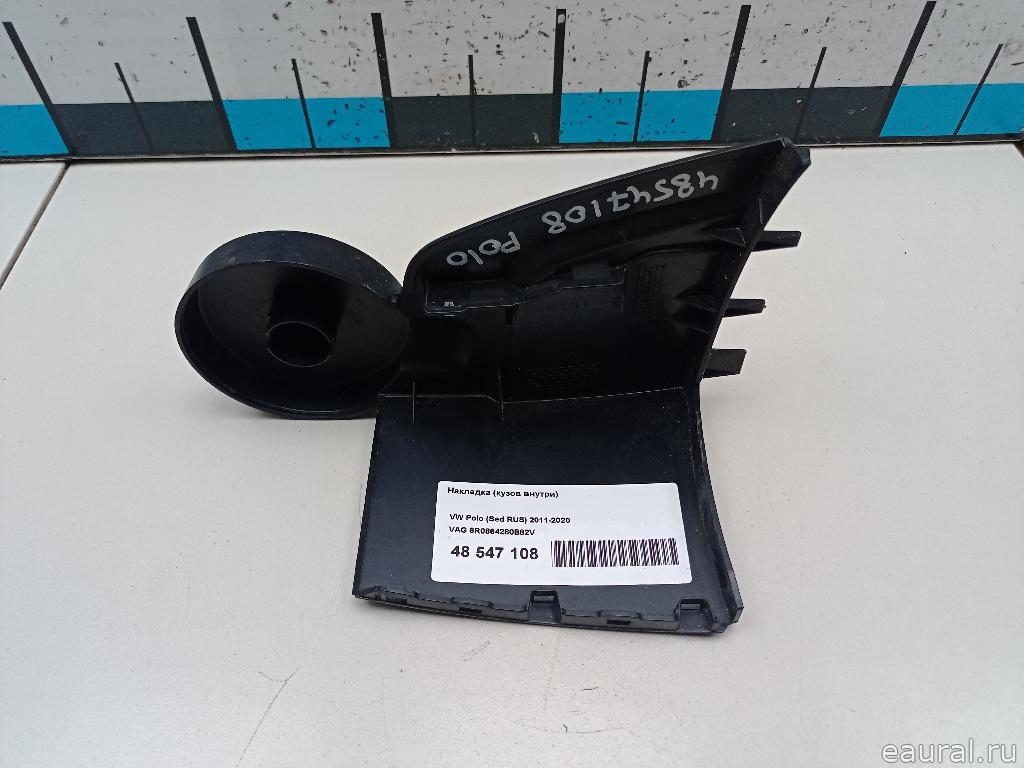 48547108 Polo
Накладка (кузов внутри)
VW Polo (Sed RUS) 2011-2020
VAG 6R0864280B82V
48 547 108
eaural.ru